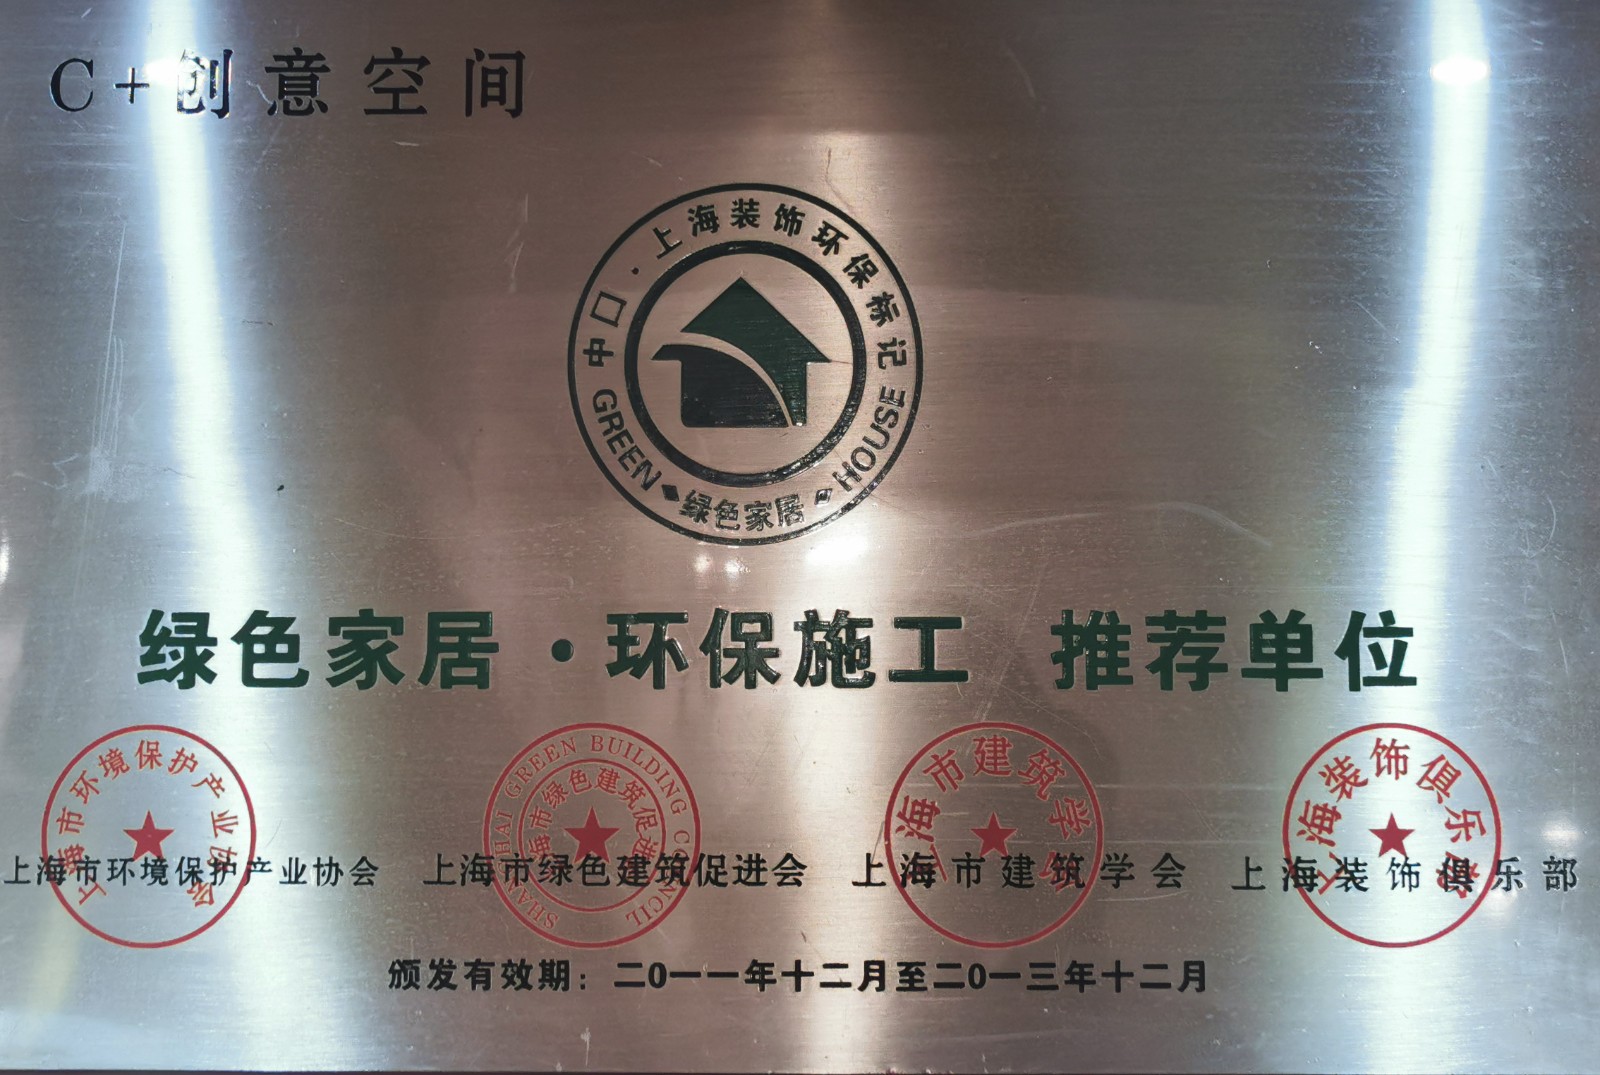 C+创意空间
中囗·上海装饰环保标记
GREEN◆绿色家居◆HOUSE
绿色家居·环保施工 推荐单位
上海市环境保护产业协会
SHANGHAI GREEN BUILDING COUNCIL
上海市绿色建筑促进会
上海市建筑学会
上海装饰俱乐部
上海市环境保护产业协会 上海市绿色建筑促进会 上海市建筑学会 上海装饰俱乐部
颁发有效期：二0一一年十二月至二0一三年十二月